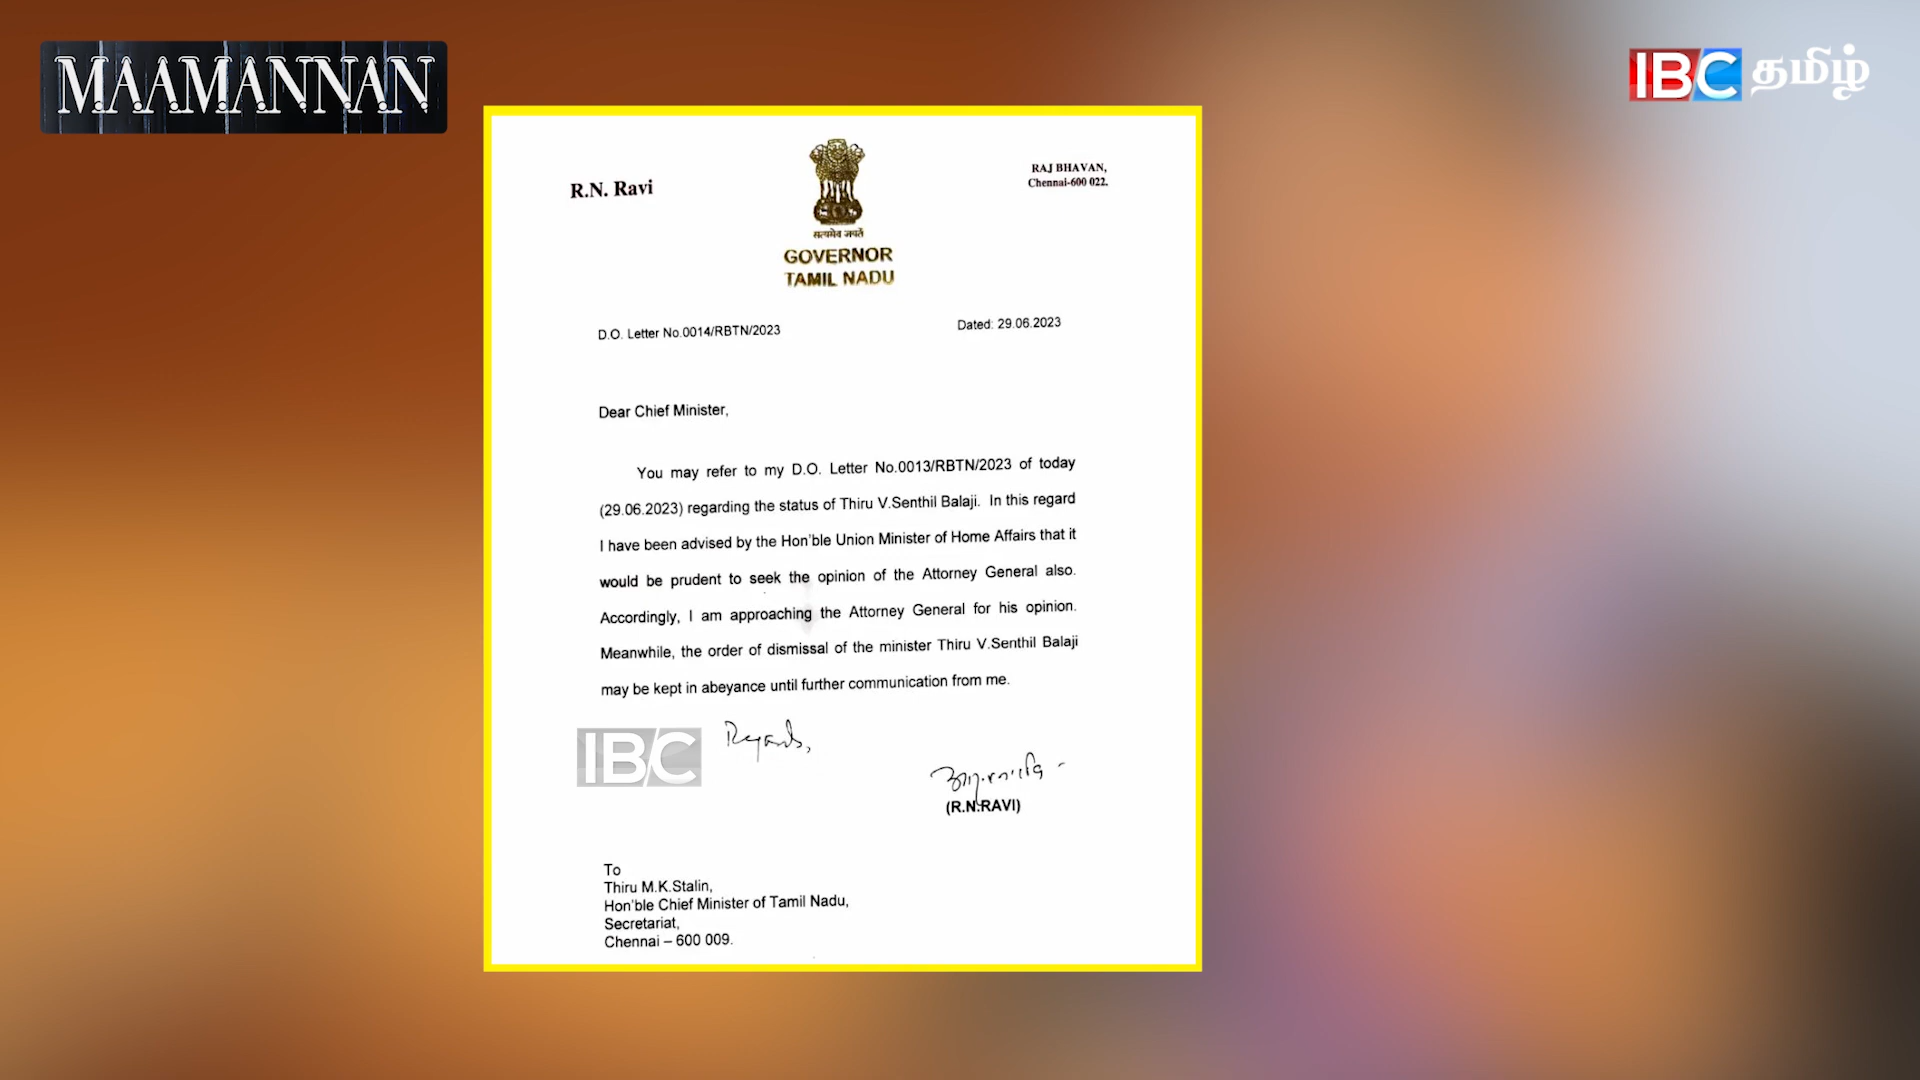 MAAMANNAN
IBC தமிழ்
R.N. Ravi
RAJ BHAVAN,
Chennai-600 022.
सत्यमेव जयते
GOVERNOR
TAMIL NADU
D.O. Letter No.0014/RBTN/2023
Dated: 29.06.2023
Dear Chief Minister,
You may refer to my D.O. Letter No.0013/RBTN/2023 of today
(29.06.2023) regarding the status of Thiru V.Senthil Balaji. In this regard
I have been advised by the Hon'ble Union Minister of Home Affairs that it
would be prudent to seek the opinion of the Attorney General also.
Accordingly, I am approaching the Attorney General for his opinion.
Meanwhile, the order of dismissal of the minister Thiru V.Senthil Balaji
may be kept in abeyance until further communication from me.
IBC
Regards,
(R.N.RAVI)
To
Thiru M.K.Stalin,
Hon'ble Chief Minister of Tamil Nadu,
Secretariat,
Chennai – 600 009.